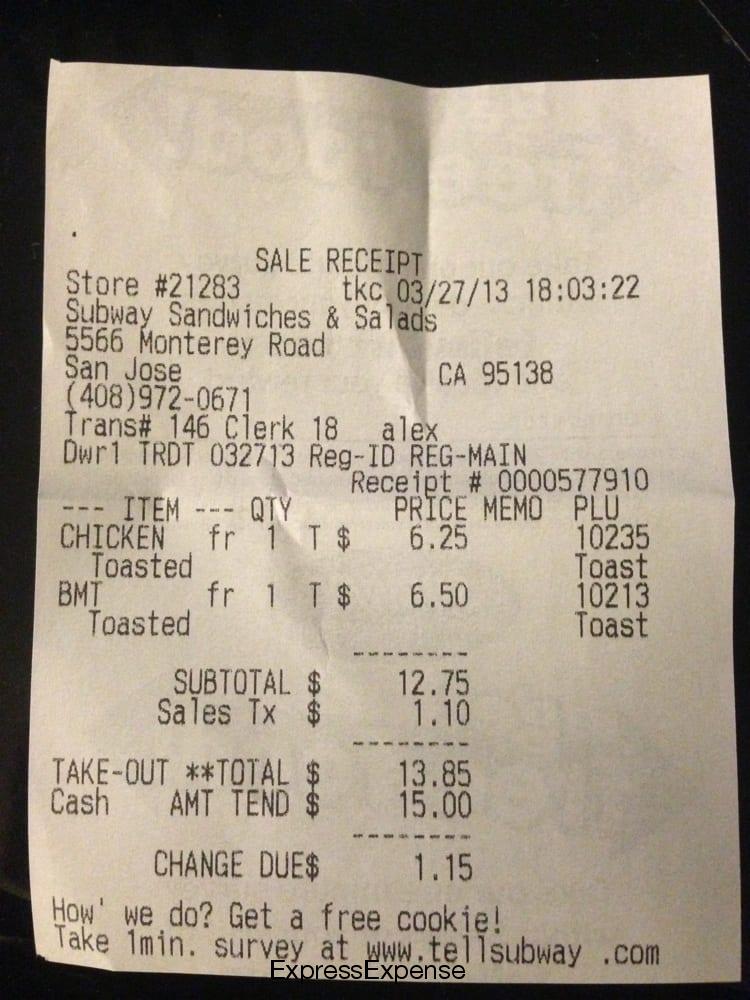 SALE RECEIPT
Store #21283 tkc 03/27/13 18:03:22
Subway Sandwiches & Salads
5566 Monterey Road
San Jose CA 95138
(408)972-0671
Trans# 146 Clerk 18 alex
Dwr1 TRDT 032713 Reg-ID REG-MAIN
Receipt # 0000577910
--- ITEM --- QTY PRICE MEMO PLU
CHICKEN fr 1 T $ 6.25 10235
Toasted Toast
BMT fr 1 T $ 6.50 10213
Toasted Toast
---------
SUBTOTAL $ 12.75
Sales Tx $ 1.10
---------
TAKE-OUT **TOTAL $ 13.85
Cash AMT TEND $ 15.00
---------
CHANGE DUE$ 1.15
How' we do? Get a free cookie!
Take 1min. survey at www.tellsubway .com
ExpressExpense